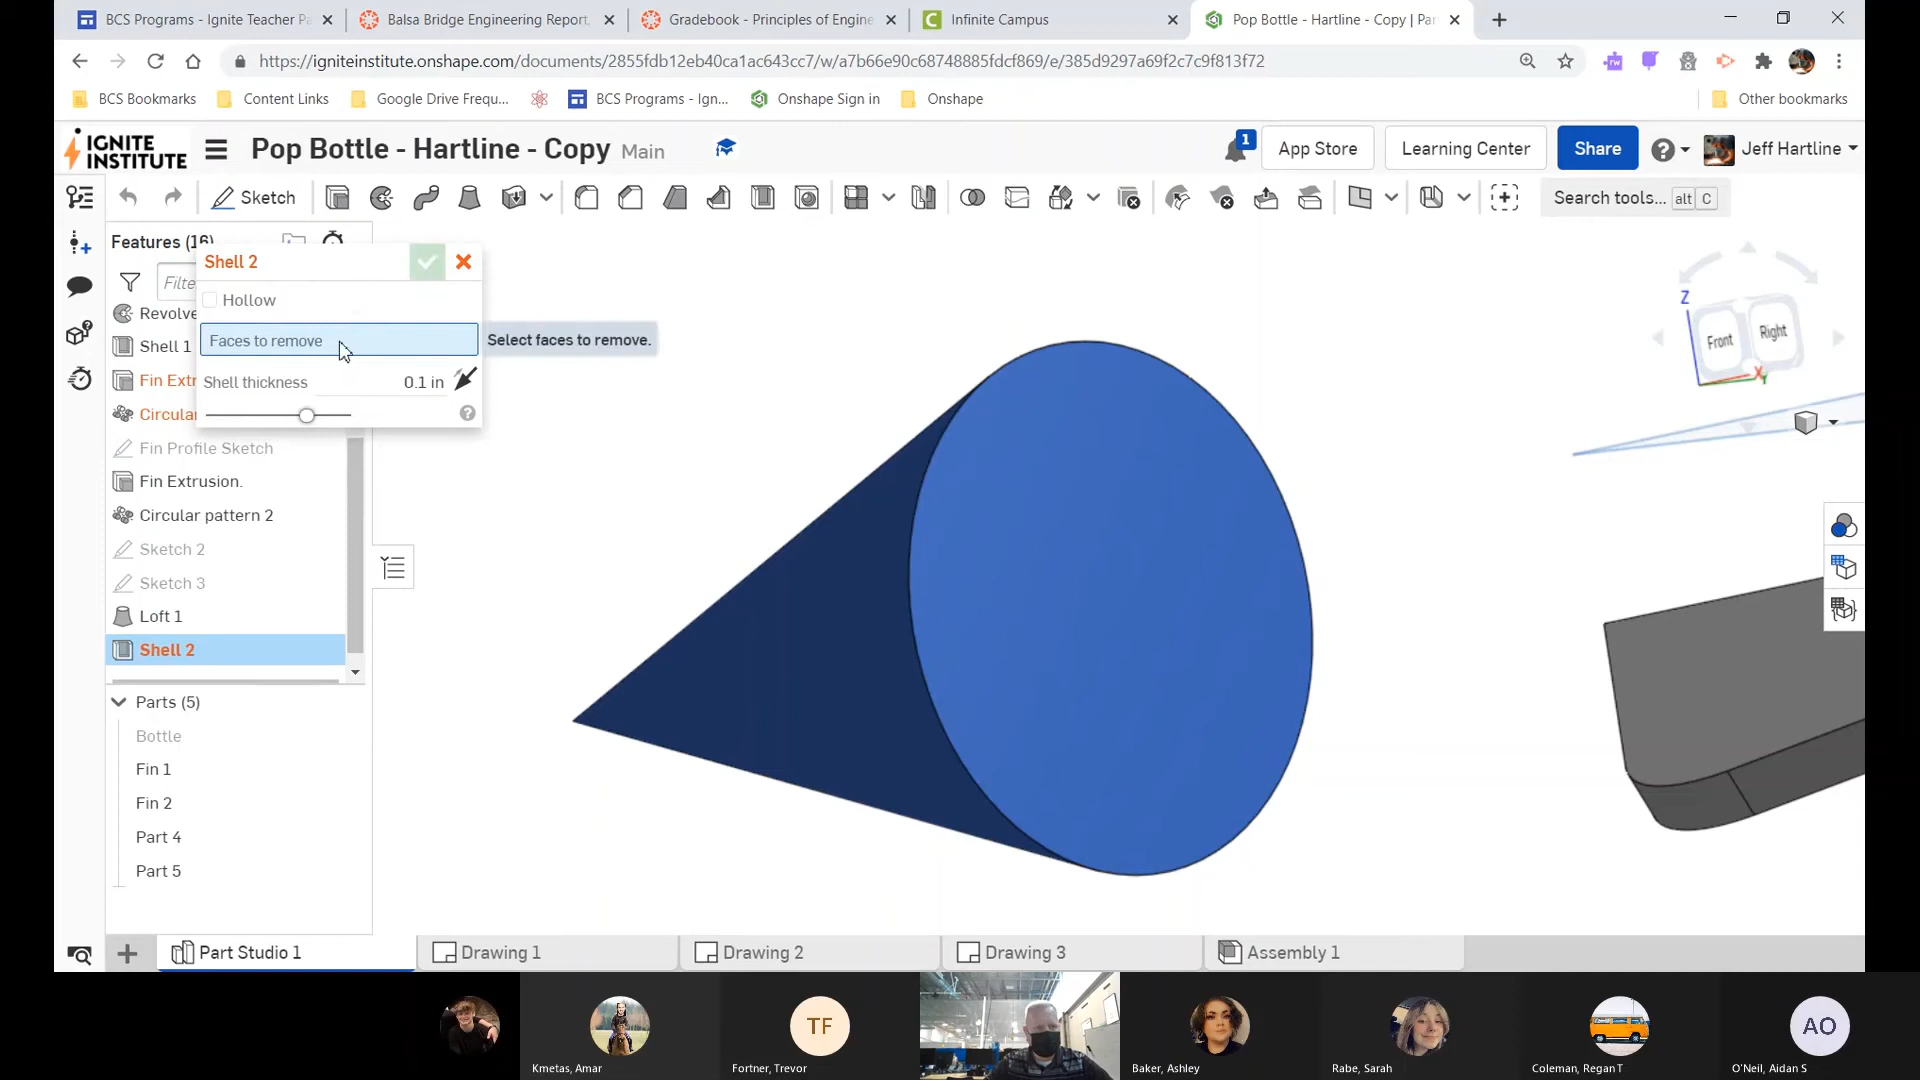 BCS Programs - Ignite Teacher Pa
Balsa Bridge Engineering Report,
Gradebook - Principles of Engine
Infinite Campus
Pop Bottle - Hartline - Copy | Par
https://igniteinstitute.onshape.com/documents/2855fdb12eb40ca1ac643cc7/w/a7b66e90c68748885fdcf869/e/385d9297a69f2c7c9f813f72
BCS Bookmarks
Content Links
Google Drive Frequ...
BCS Programs - Ign...
Onshape Sign in
Onshape
Other bookmarks
IGNITE
INSTITUTE
Pop Bottle - Hartline - Copy Main
1
App Store
Learning Center
Share
Jeff Hartline
Sketch
Search tools... alt C
Features (16)
Shell 2
Filte
Hollow
Revolve
Faces to remove
Select faces to remove.
Shell 1
Fin Extr
Shell thickness 0.1 in
Circular
Fin Profile Sketch
Fin Extrusion.
Circular pattern 2
Sketch 2
Sketch 3
Loft 1
Shell 2
Parts (5)
Bottle
Fin 1
Fin 2
Part 4
Part 5
Z
Front
Right
X
Part Studio 1
Drawing 1
Drawing 2
Drawing 3
Assembly 1
TF
AO
Kmetas, Amar
Fortner, Trevor
Baker, Ashley
Rabe, Sarah
Coleman, Regan T
O'Neil, Aidan S